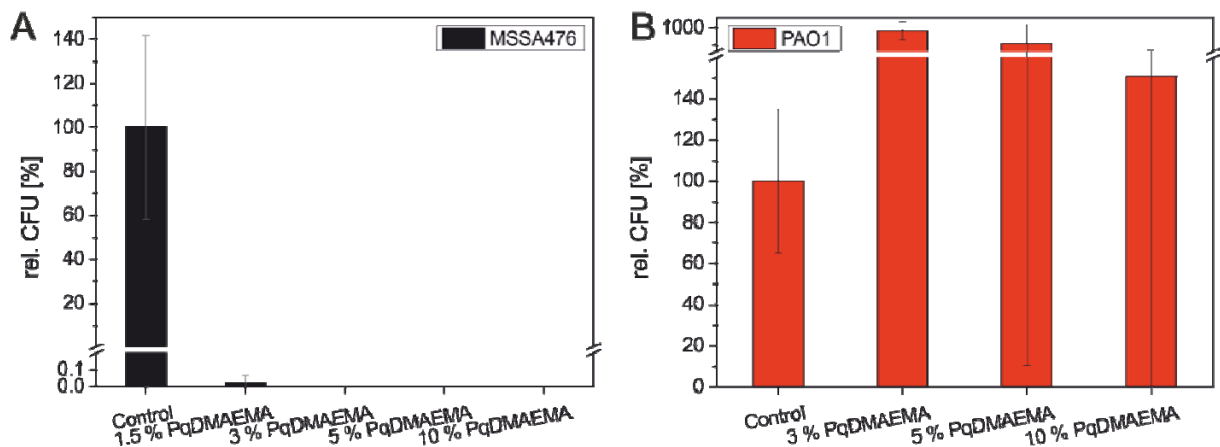 A
MSSA476
rel. CFU [%]
140
120
100
80
60
40
20
0.1
0.0
Control
1.5 % PqDMAEMA
3 % PqDMAEMA
5 % PqDMAEMA
10 % PqDMAEMA
B
PAO1
rel. CFU [%]
1000
140
120
100
80
60
40
20
0
Control
3 % PqDMAEMA
5 % PqDMAEMA
10 % PqDMAEMA